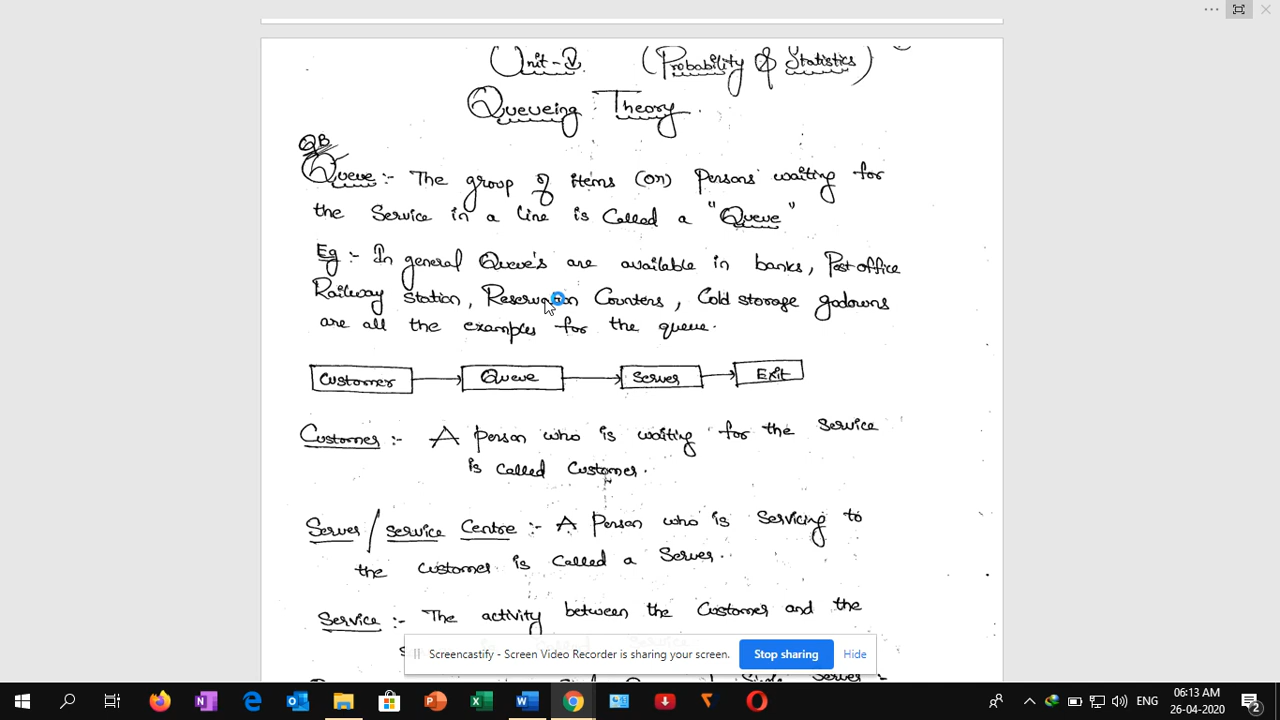 Unit-V (Probability & Statistics)
Queueing Theory.
QB
Queue :- The group of items (or) Persons waiting for
the Service in a line is Called a "Queue"
Eg :- In general Queue's are available in banks, Post office
Railway Station, Reservation Counters, Cold storage godowns
are all the examples for the queue.
Customer Queue Server Exit
Customer :- A person who is waiting for the service
is called Customer.
Server / Service Centre :- A Person who is Servicing to
the customer is called a Server.
Service :- The activity between the Customer and the
Screencastify - Screen Video Recorder is sharing your screen. Stop sharing Hide
06:13 AM
ENG
26-04-2020
2